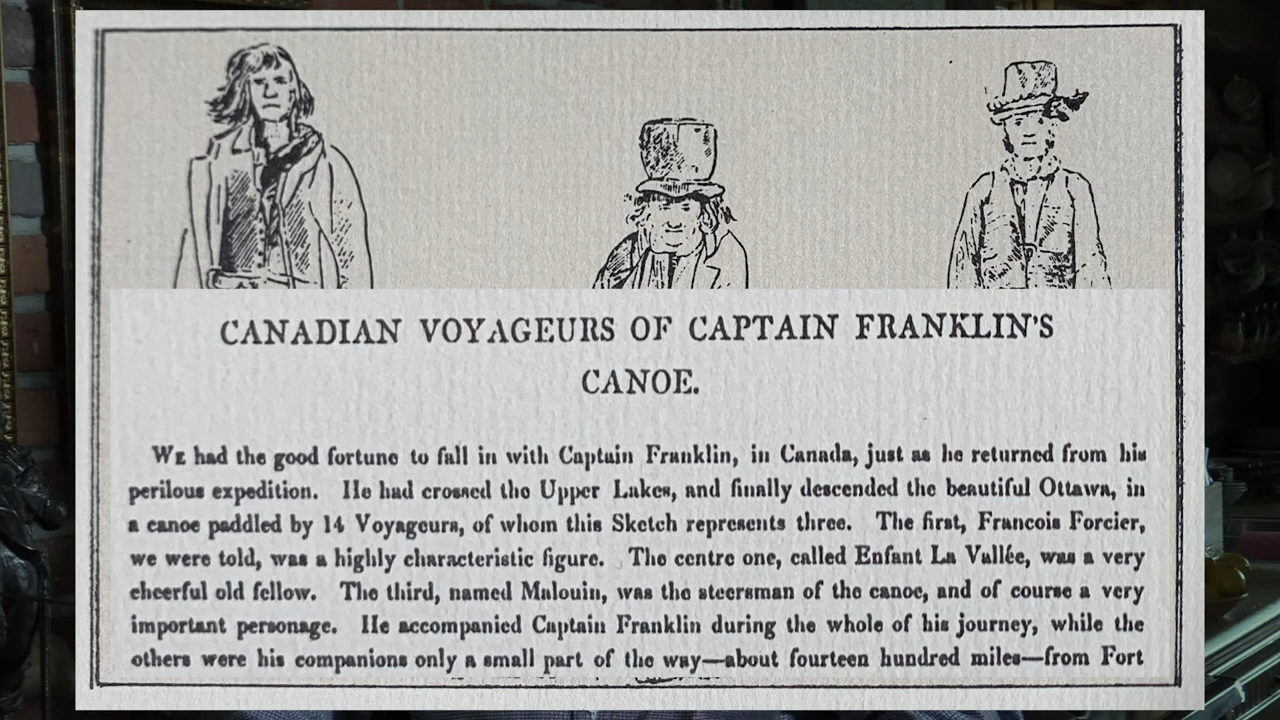 CANADIAN VOYAGEURS OF CAPTAIN FRANKLIN'S
CANOE.
WE had the good fortune to fall in with Captain Franklin, in Canada, just as he returned from his
perilous expedition. He had crossed the Upper Lakes, and finally descended the beautiful Ottawa, in
a canoe paddled by 14 Voyageurs, of whom this Sketch represents three. The first, Francois Forcier,
we were told, was a highly characteristic figure. The centre one, called Enfant La Vallée, was a very
cheerful old fellow. The third, named Malouin, was the steersman of the canoe, and of course a very
important personage. He accompanied Captain Franklin during the whole of his journey, while the
others were his companions only a small part of the way—about fourteen hundred miles—from Fort